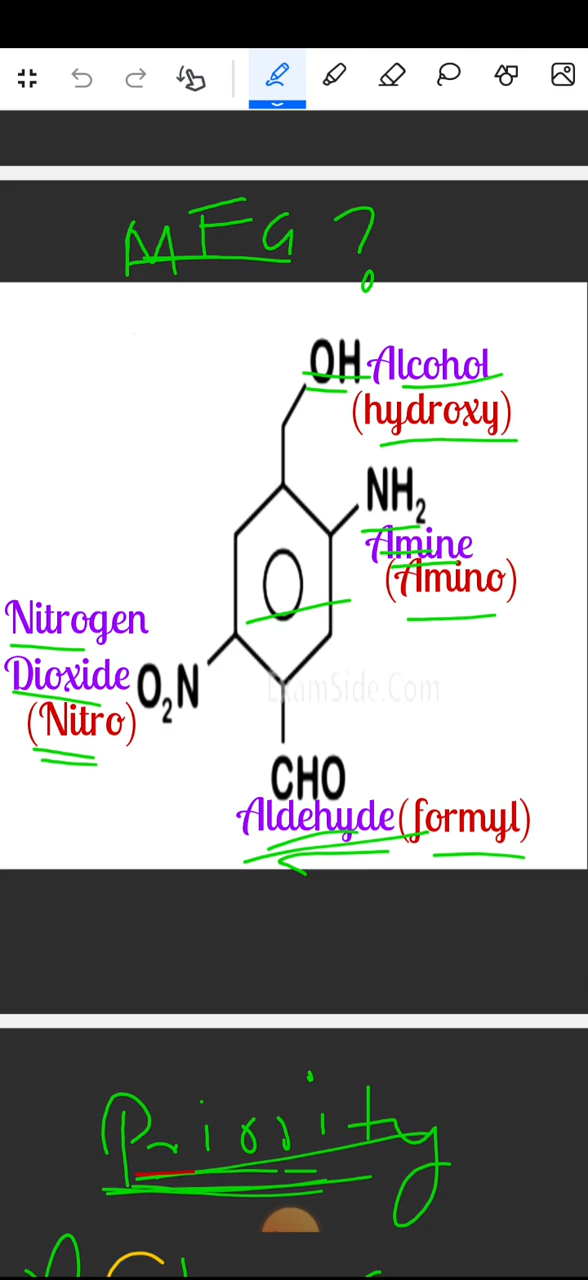 MFG ?
OH Alcohol
(hydroxy)
NH2
Amine
(Amino)
Nitrogen
Dioxide O2N
(Nitro)
ExamSide.Com
CHO
Aldehyde (formyl)
Priority